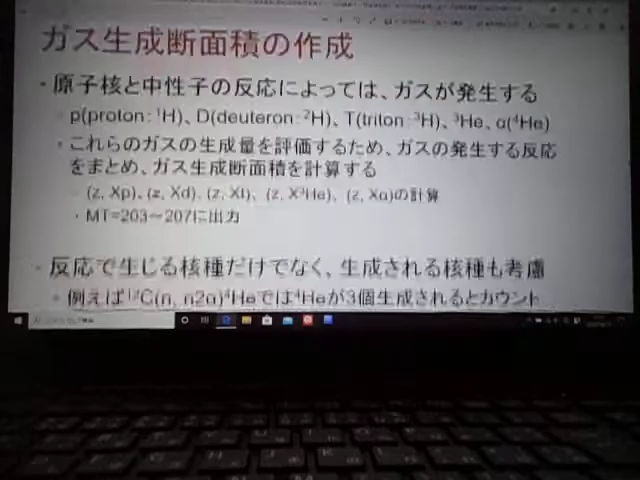 ガス生成断面積の作成
・原子核と中性子の反応によっては、ガスが発生する
p(proton:¹H)、D(deuteron:²H)、T(triton:³H)、³He、α(⁴He)
・これらのガスの生成量を評価するため、ガスの発生する反応
をまとめ、ガス生成断面積を計算する
・(z, Xp)、(z, Xd)、(z, Xt)、(z, X³He)、(z, Xα)の計算
・MT=203～207に出力
・反応で生じる核種だけでなく、生成される核種も考慮
・例えば¹²C(n, n2α)⁴Heでは⁴Heが3個生成されるとカウント